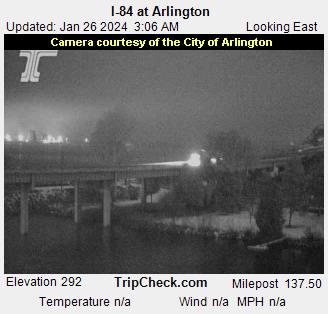 I-84 at Arlington
Updated: Jan 26 2024  3:06 AM Looking East
Camera courtesy of the City of Arlington
Elevation 292 TripCheck.com Milepost 137.50
Temperature n/a Wind n/a MPH n/a